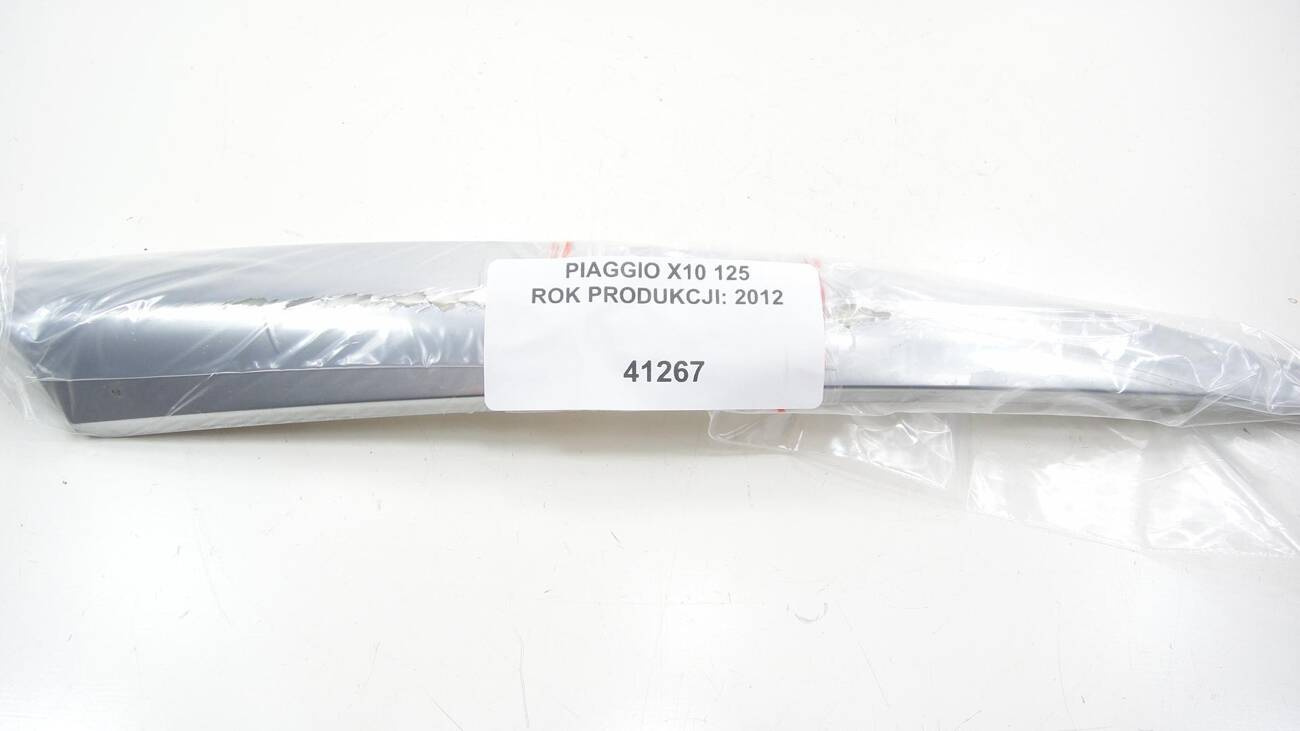 PIAGGIO X10 125
ROK PRODUKCJI: 2012
41267